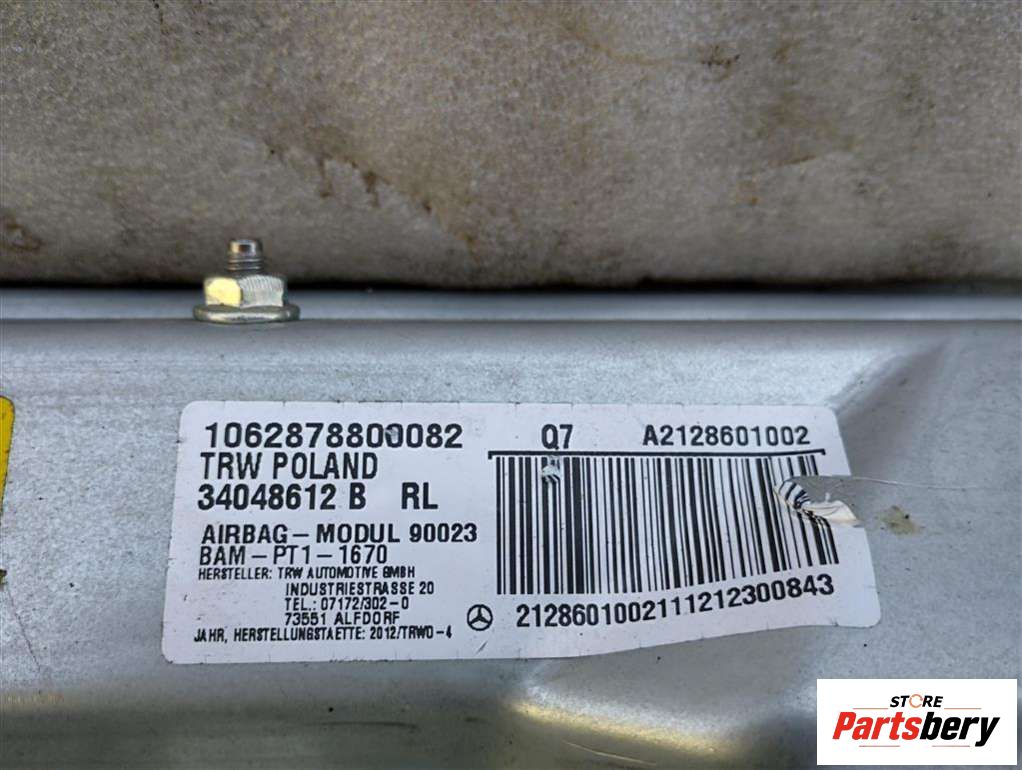 1062878800082
TRW POLAND
34048612 B RL
AIRBAG-MODUL 90023
BAM-PT1-1670
HERSTELLER: TRW AUTOMOTIVE GMBH
INDUSTRIESTRASSE 20
TEL.: 07172/302-0
73551 ALFDORF
JAHR, HERSTELLUNGSTAETTE: 2012/TRWO-4
Q7 A2128601002
2128601002111212300843
STORE
Partsbery